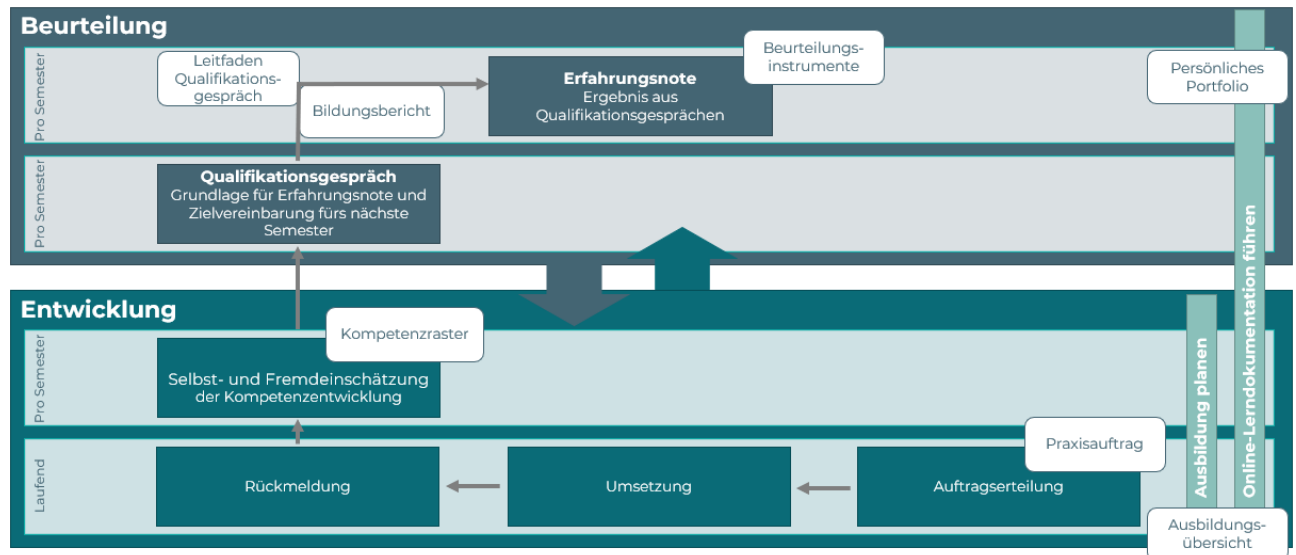 Beurteilung
Pro Semester
Leitfaden
Qualifikations-
gespräch
Bildungsbericht
Erfahrungsnote
Ergebnis aus
Qualifikationsgesprächen
Beurteilungs-
instrumente
Persönliches
Portfolio
Pro Semester
Qualifikationsgespräch
Grundlage für Erfahrungsnote und
Zielvereinbarung fürs nächste
Semester
Entwicklung
Pro Semester
Kompetenzraster
Selbst- und Fremdeinschätzung
der Kompetenzentwicklung
Laufend
Rückmeldung
Umsetzung
Auftragserteilung
Praxisauftrag
Ausbildung planen
Online-Lerndokumentation führen
Ausbildungs-
übersicht